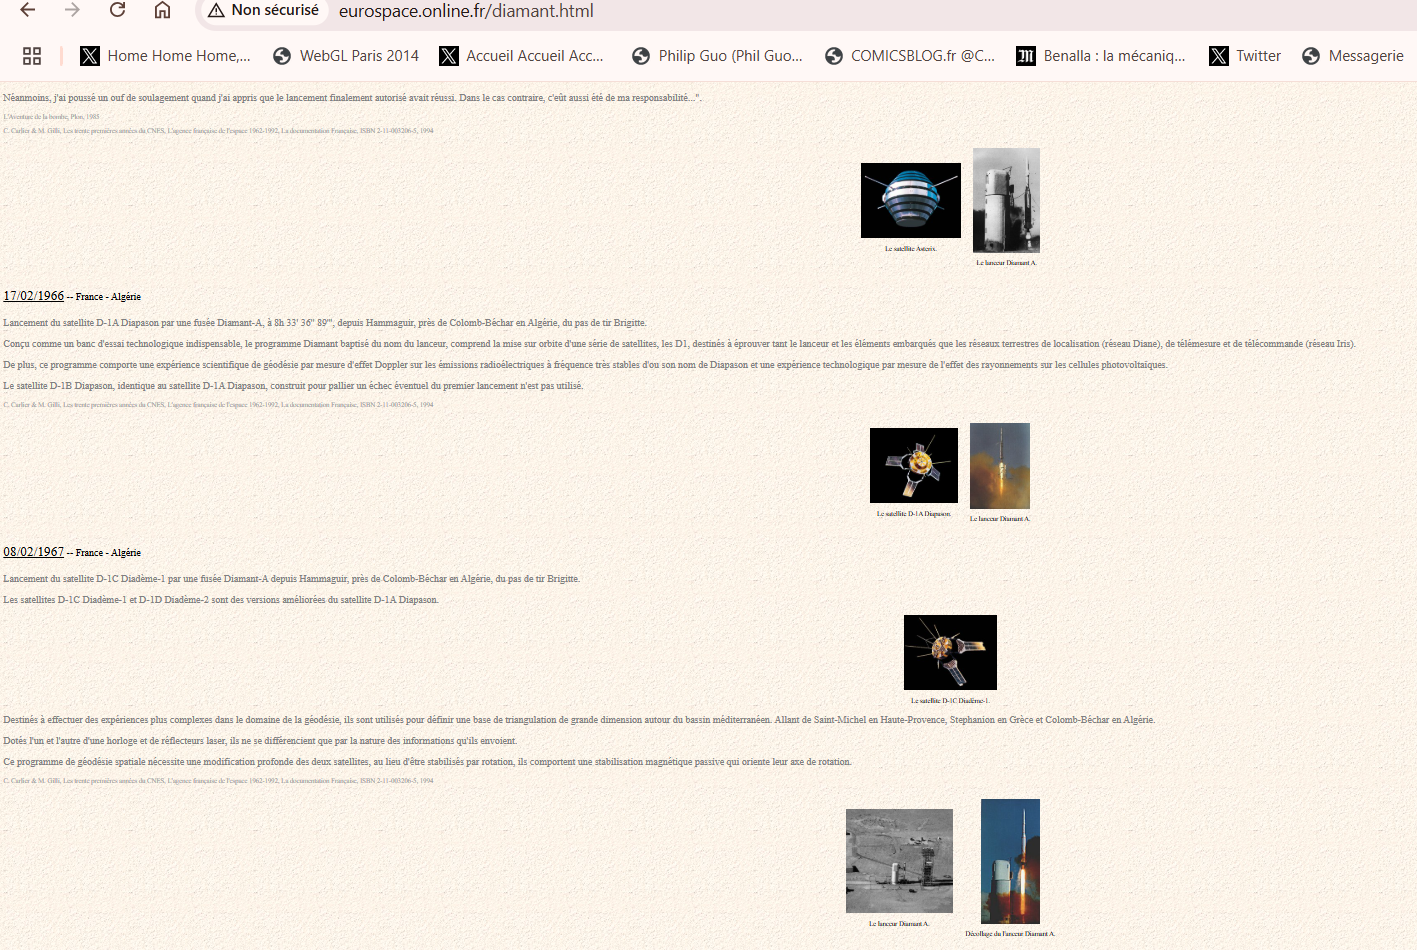 Non sécurisé
eurospace.online.fr/diamant.html
Home Home Home,...
WebGL Paris 2014
Accueil Accueil Acc...
Philip Guo (Phil Guo...
COMICSBLOG.fr @C...
Benalla : la mécaniq...
Twitter
Messagerie
Néanmoins, j'ai poussé un ouf de soulagement quand j'ai appris que le lancement finalement autorisé avait réussi. Dans le cas contraire, c'eût aussi été de ma responsabilité...".
L'Aventure de la bombe, Plon, 1985
C. Carlier & M. Gilli, Les trente premières années du CNES, L'agence française de l'espace 1962-1992, La documentation Française, ISBN 2-11-003206-5, 1994
Le satellite Asterix.
Le lanceur Diamant A.
17/02/1966 -- France - Algérie
Lancement du satellite D-1A Diapason par une fusée Diamant-A, à 8h 33' 36" 89''', depuis Hammaguir, près de Colomb-Béchar en Algérie, du pas de tir Brigitte.
Conçu comme un banc d'essai technologique indispensable, le programme Diamant baptisé du nom du lanceur, comprend la mise sur orbite d'une série de satellites, les D1, destinés à éprouver tant le lanceur et les éléments embarqués que les réseaux terrestres de localisation (réseau Diane), de télémesure et de télécommande (réseau Iris).
De plus, ce programme comporte une expérience scientifique de géodésie par mesure d'effet Doppler sur les émissions radioélectriques à fréquence très stables d'ou son nom de Diapason et une expérience technologique par mesure de l'effet des rayonnements sur les cellules photovoltaïques.
Le satellite D-1B Diapason, identique au satellite D-1A Diapason, construit pour pallier un échec éventuel du premier lancement n'est pas utilisé.
C. Carlier & M. Gilli, Les trente premières années du CNES, L'agence française de l'espace 1962-1992, La documentation Française, ISBN 2-11-003206-5, 1994
Le satellite D-1A Diapason.
Le lanceur Diamant A.
08/02/1967 -- France - Algérie
Lancement du satellite D-1C Diadème-1 par une fusée Diamant-A depuis Hammaguir, près de Colomb-Béchar en Algérie, du pas de tir Brigitte.
Les satellites D-1C Diadème-1 et D-1D Diadème-2 sont des versions améliorées du satellite D-1A Diapason.
Le satellite D-1C Diadème-1.
Destinés à effectuer des expériences plus complexes dans le domaine de la géodésie, ils sont utilisés pour définir une base de triangulation de grande dimension autour du bassin méditerranéen. Allant de Saint-Michel en Haute-Provence, Stephanion en Grèce et Colomb-Béchar en Algérie.
Dotés l'un et l'autre d'une horloge et de réflecteurs laser, ils ne se différencient que par la nature des informations qu'ils envoient.
Ce programme de géodésie spatiale nécessite une modification profonde des deux satellites, au lieu d'être stabilisés par rotation, ils comportent une stabilisation magnétique passive qui oriente leur axe de rotation.
C. Carlier & M. Gilli, Les trente premières années du CNES, L'agence française de l'espace 1962-1992, La documentation Française, ISBN 2-11-003206-5, 1994
Le lanceur Diamant A.
Décollage du l'anceur Diamant A.